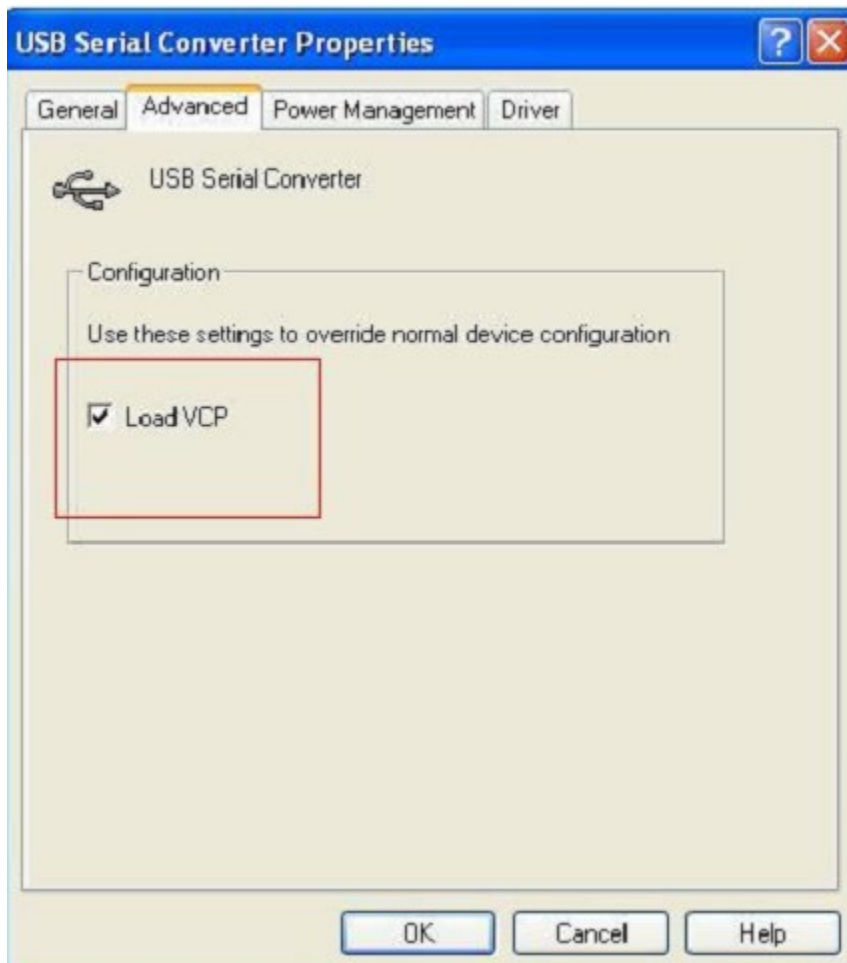 USB Serial Converter Properties
General Advanced Power Management Driver
USB Serial Converter
Configuration
Use these settings to override normal device configuration
Load VCP
OK Cancel Help